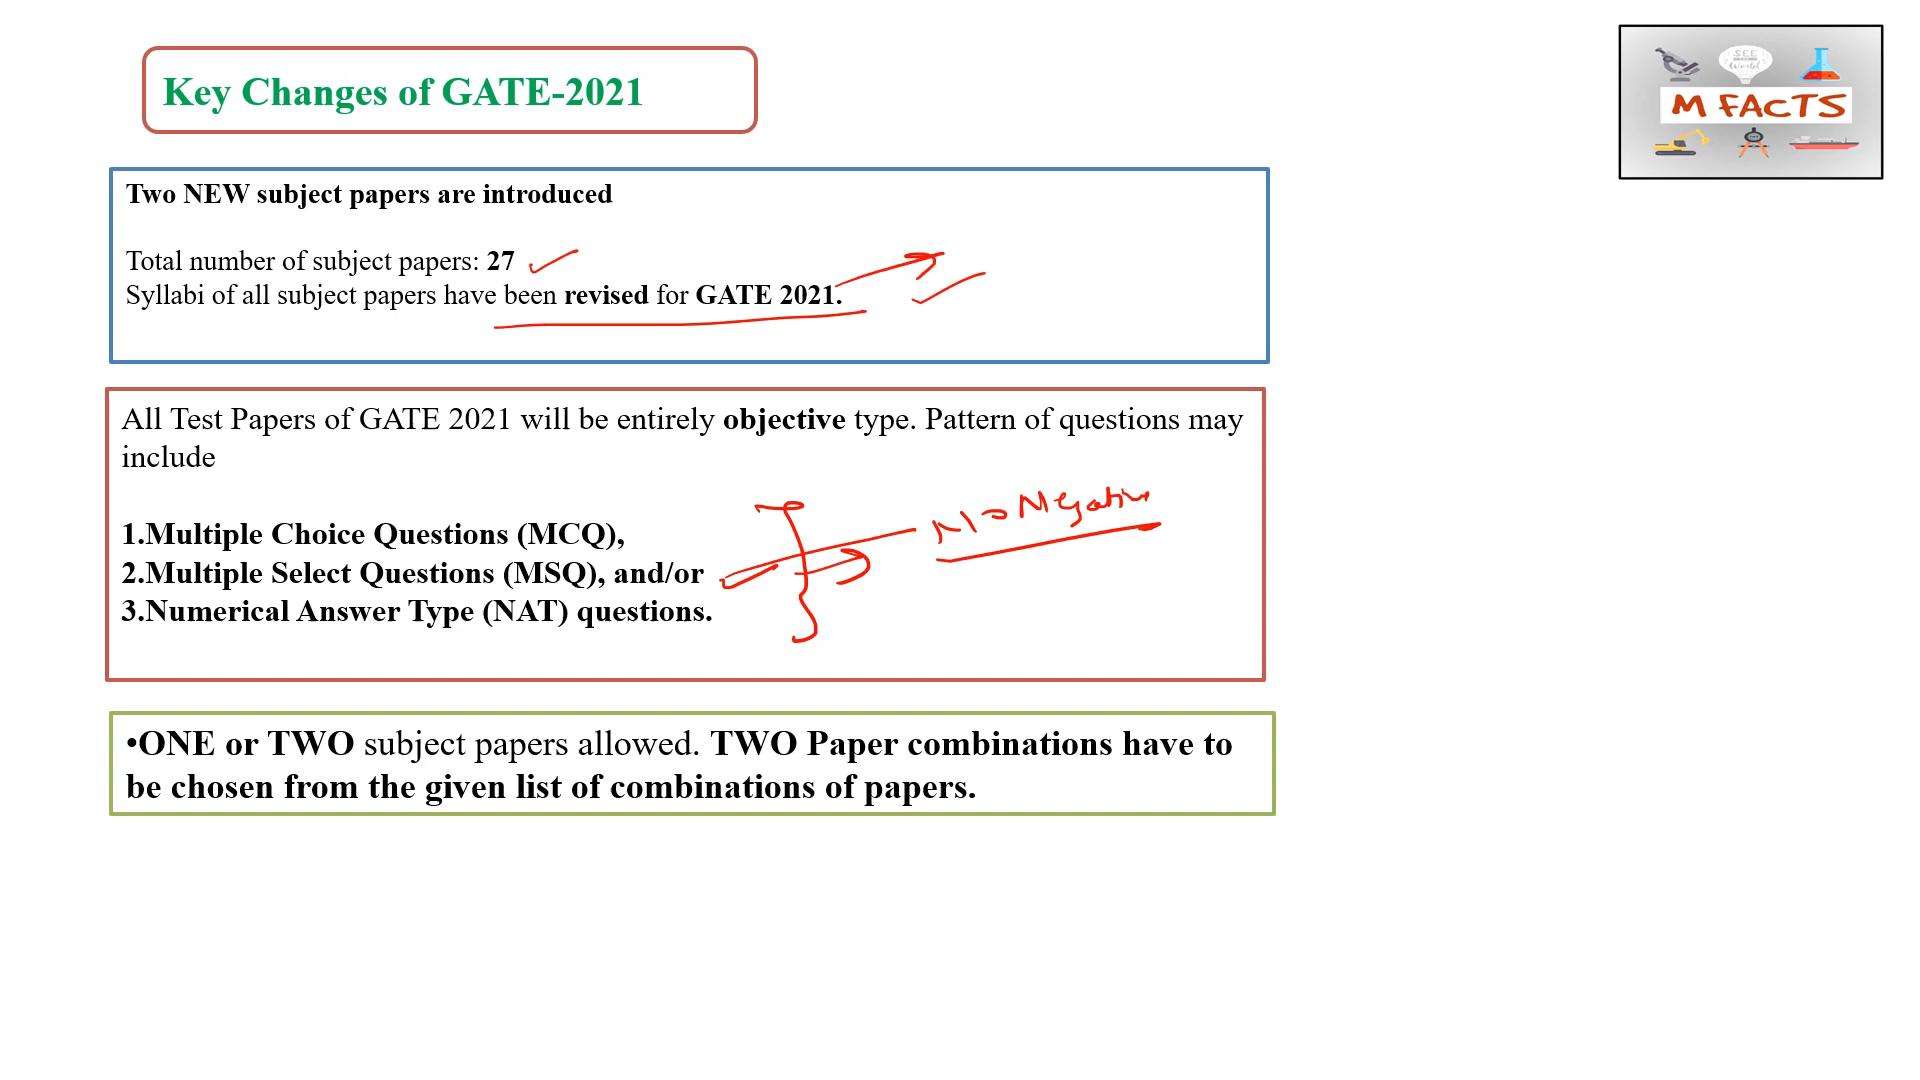 Key Changes of GATE-2021
SEE
World
M FACTS
Two NEW subject papers are introduced
Total number of subject papers: 27
Syllabi of all subject papers have been revised for GATE 2021.
All Test Papers of GATE 2021 will be entirely objective type. Pattern of questions may
include
No Negative
1.Multiple Choice Questions (MCQ),
2.Multiple Select Questions (MSQ), and/or
3.Numerical Answer Type (NAT) questions.
•ONE or TWO subject papers allowed. TWO Paper combinations have to
be chosen from the given list of combinations of papers.